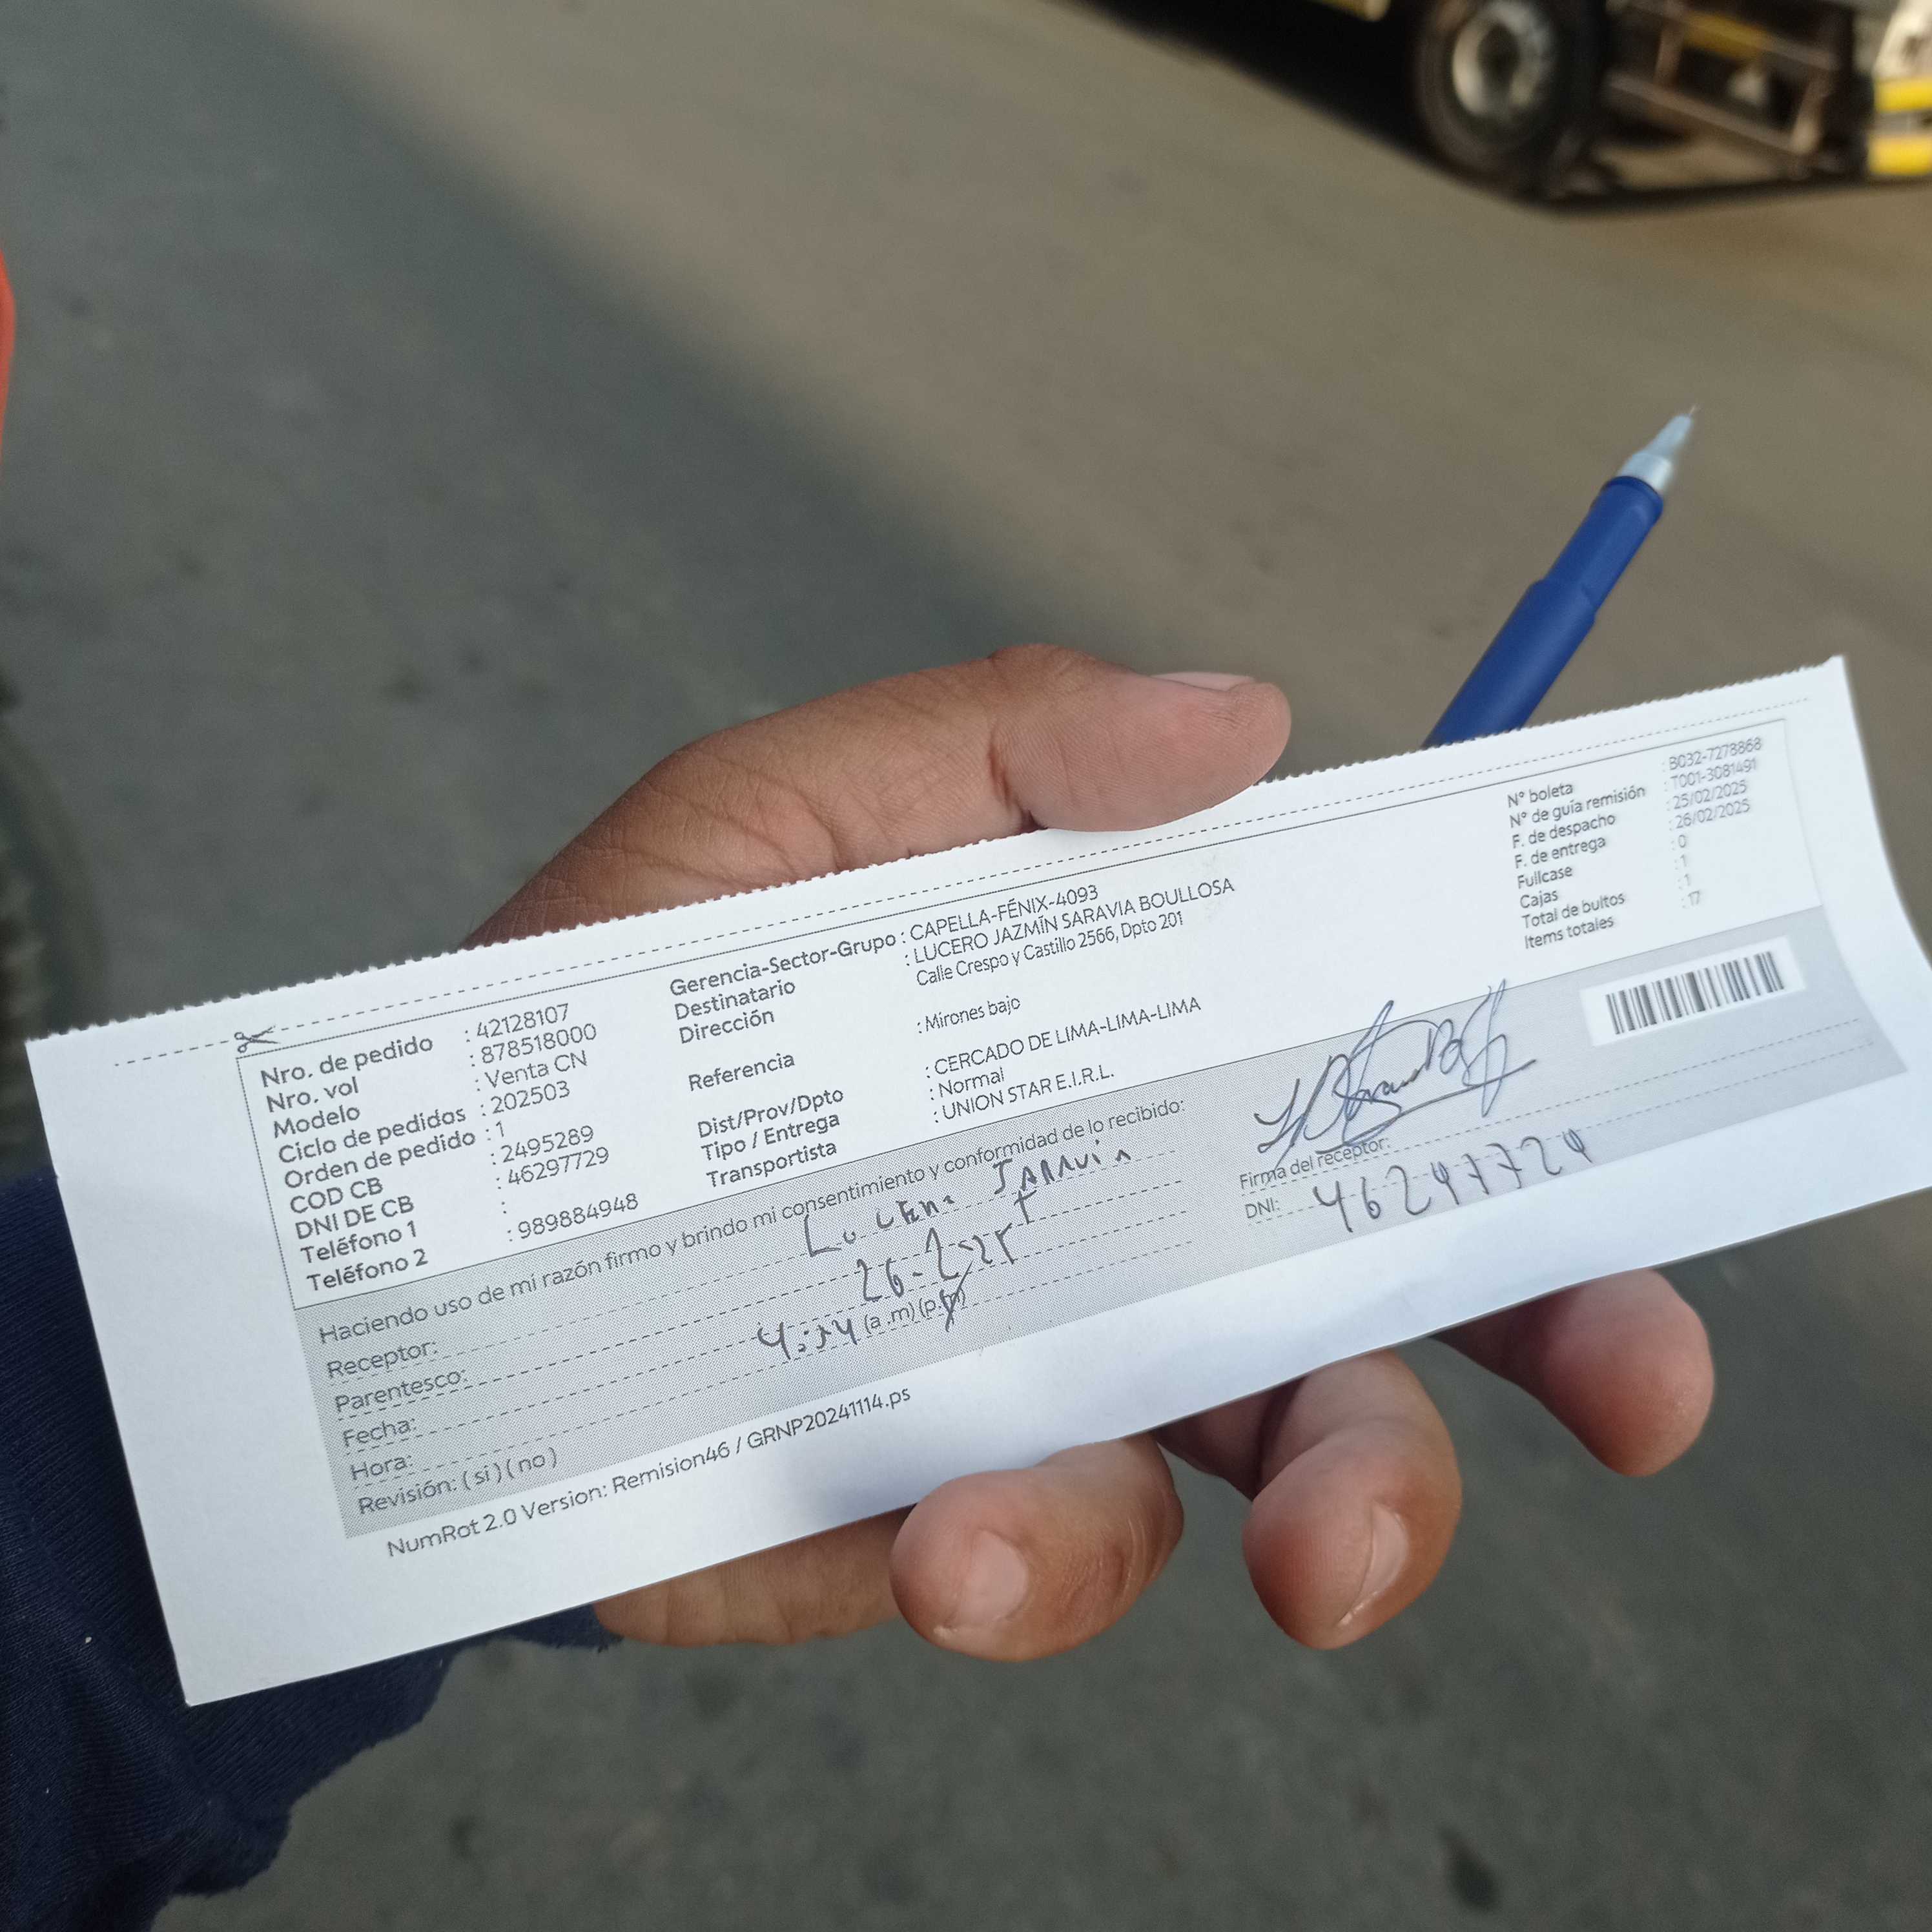 Nro. de pedido : 42128107
Nro. vol : 878518000
Modelo : Venta CN
Ciclo de pedidos : 202503
Orden de pedido : 1
COD CB : 2495289
DNI DE CB : 46297729
Teléfono 1 :
Teléfono 2 : 989884948
Gerencia-Sector-Grupo : CAPELLA-FÉNIX-4093
Destinatario : LUCERO JAZMÍN SARAVIA BOULLOSA
Dirección Calle Crespo y Castillo 2566, Dpto 201
Referencia : Mirones bajo
Dist/Prov/Dpto : CERCADO DE LIMA-LIMA-LIMA
Tipo / Entrega : Normal
Transportista : UNION STAR E.I.R.L.
N° boleta : B032-7278868
N° de guía remisión : T001-3081491
F. de despacho : 25/02/2025
F. de entrega : 26/02/2025
Fullcase : 0
Cajas : 1
Total de bultos : 1
Items totales : 17
Haciendo uso de mi razón firmo y brindo mi consentimiento y conformidad de lo recibido:
Receptor: Lucero SARAVIA
Parentesco:
Fecha: 26-2-25
Hora: (a .m) (p.m)
Revisión: ( si ) ( no )
Firma del receptor:
DNI: 46297729
NumRot 2.0 Version: Remision46 / GRNP20241114.ps